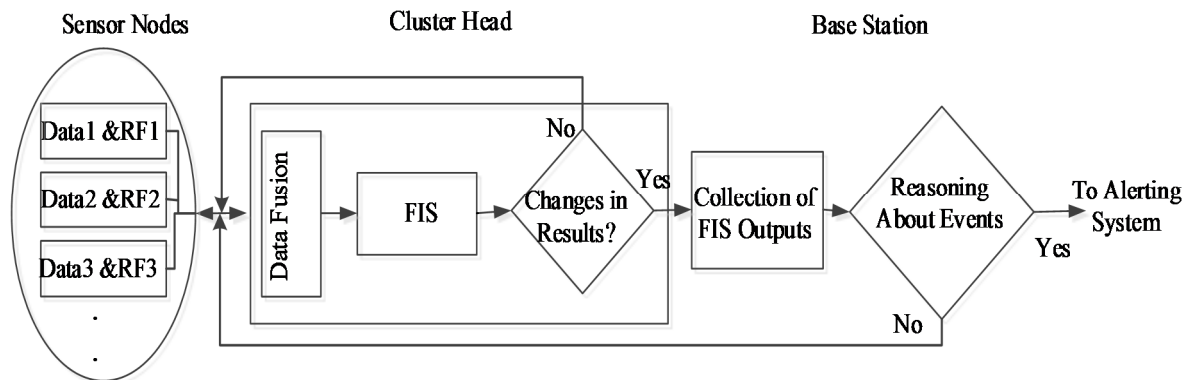 Sensor Nodes
Cluster Head
Base Station
Data1 &RF1
Data2 &RF2
Data3 &RF3
.
.
Data Fusion
FIS
No
Changes in
Results?
Yes
Collection of
FIS Outputs
Reasoning
About Events
No
Yes
To Alerting
System